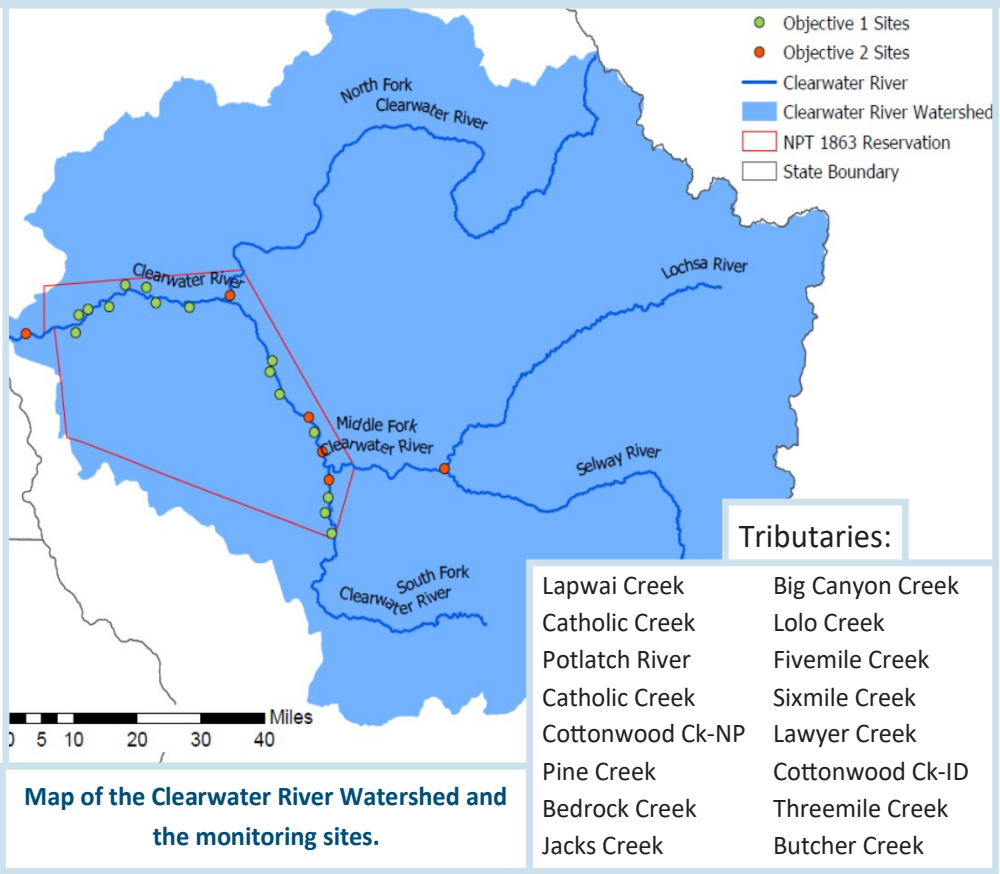 Objective 1 Sites
Objective 2 Sites
Clearwater River
Clearwater River Watershed
NPT 1863 Reservation
State Boundary
North Fork
Clearwater River
Lochsa River
Clearwater River
Middle Fork
Clearwater River
Selway River
South Fork
Clearwater River
Miles
0 5 10 20 30 40
Map of the Clearwater River Watershed and
the monitoring sites.
Tributaries:
Lapwai Creek
Catholic Creek
Potlatch River
Catholic Creek
Cottonwood Ck-NP
Pine Creek
Bedrock Creek
Jacks Creek
Big Canyon Creek
Lolo Creek
Fivemile Creek
Sixmile Creek
Lawyer Creek
Cottonwood Ck-ID
Threemile Creek
Butcher Creek